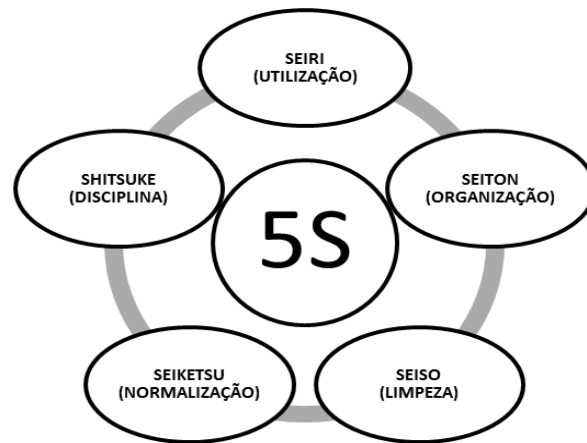 SEIRI
(UTILIZAÇÃO)
SHITSUKE
(DISCIPLINA)
5S
SEITON
(ORGANIZAÇÃO)
SEIKETSU
(NORMALIZAÇÃO)
SEISO
(LIMPEZA)